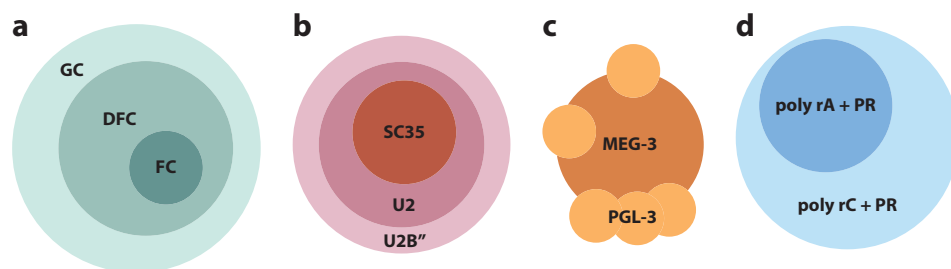 a
GC
DFC
FC
b
SC35
U2
U2B″
c
MEG-3
PGL-3
d
poly rA + PR
poly rC + PR